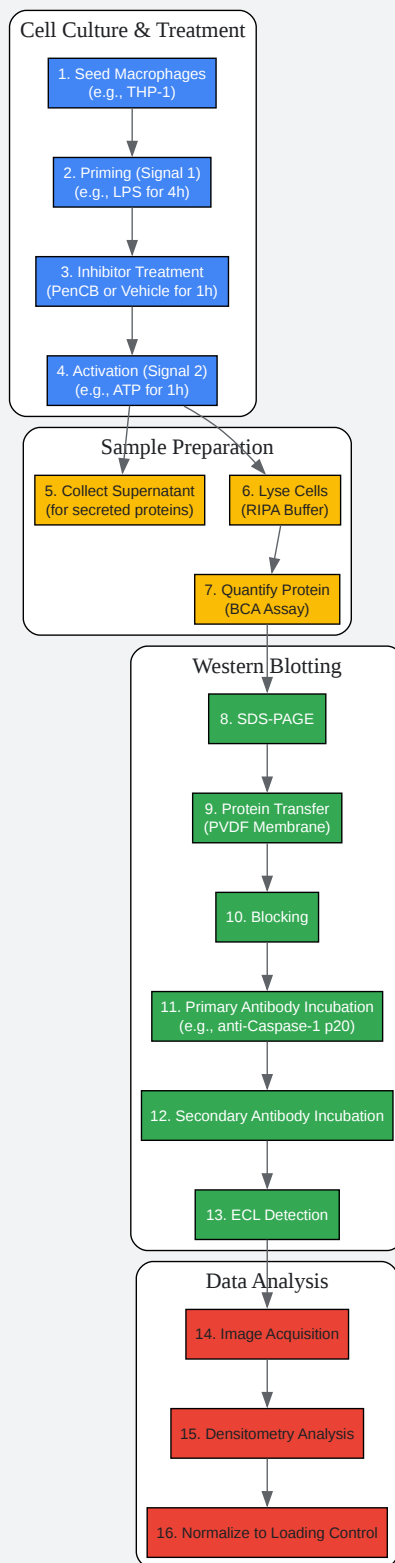 Cell Culture & Treatment
1. Seed Macrophages
(e.g., THP-1)
2. Priming (Signal 1)
(e.g., LPS for 4h)
3. Inhibitor Treatment
(PenCB or Vehicle for 1h)
4. Activation (Signal 2)
(e.g., ATP for 1h)
Sample Preparation
5. Collect Supernatant
(for secreted proteins)
6. Lyse Cells
(RIPA Buffer)
7. Quantify Protein
(BCA Assay)
Western Blotting
8. SDS-PAGE
9. Protein Transfer
(PVDF Membrane)
10. Blocking
11. Primary Antibody Incubation
(e.g., anti-Caspase-1 p20)
12. Secondary Antibody Incubation
13. ECL Detection
Data Analysis
14. Image Acquisition
15. Densitometry Analysis
16. Normalize to Loading Control